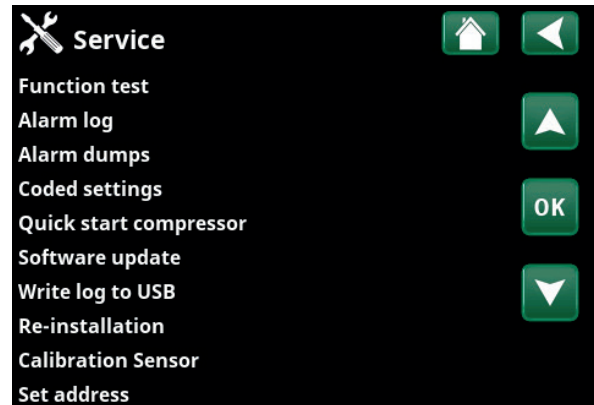 Service
Function test
Alarm log
Alarm dumps
Coded settings
OK
Quick start compressor
Software update
Write log to USB
Re-installation
Calibration Sensor
Set address